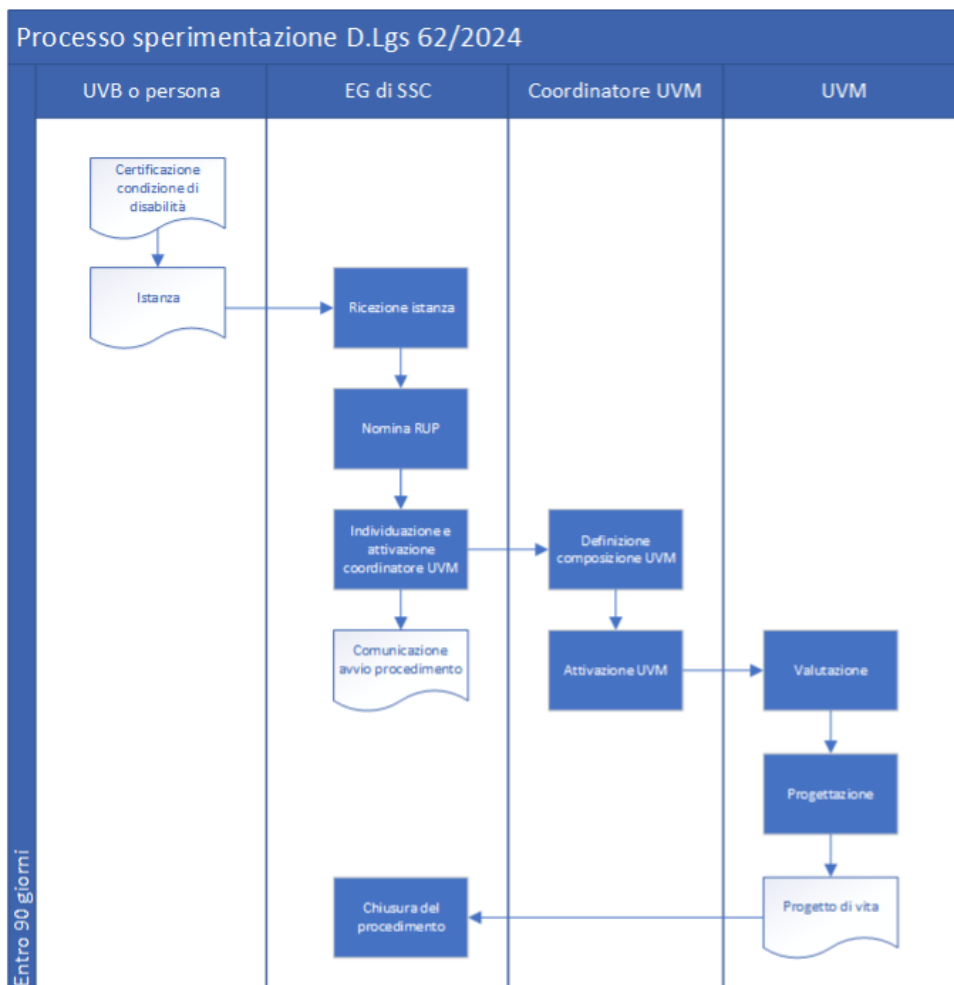 Processo sperimentazione D.Lgs 62/2024
UVB o persona
EG di SSC
Coordinatore UVM
UVM
Certificazione
condizione di
disabilità
Istanza
Ricezione istanza
Nomina RUP
Individuazione e
attivazione
coordinatore UVM
Definizione
composizione UVM
Comunicazione
avvio procedimento
Attivazione UVM
Valutazione
Progettazione
Progetto di vita
Chiusura del
procedimento
Entro 90 giorni